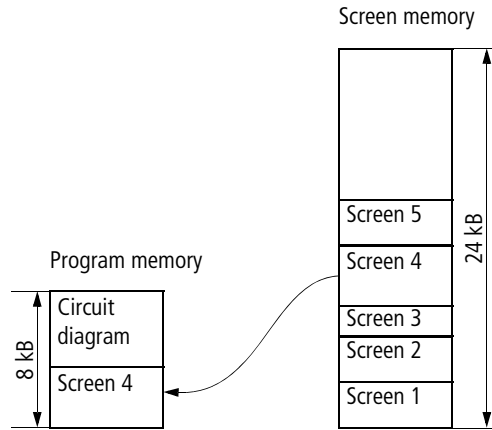 Screen memory
Screen 5
Screen 4
Screen 3
Screen 2
Screen 1
24 kB
Program memory
Circuit
diagram
Screen 4
8 kB